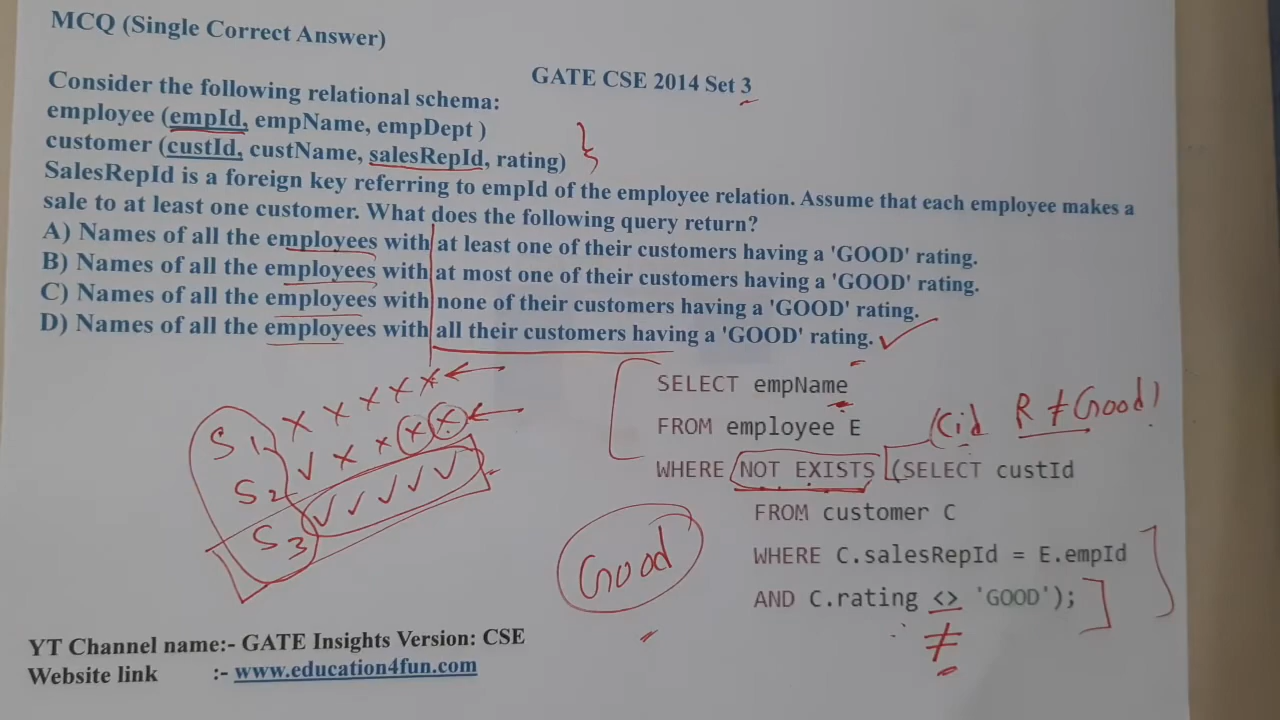 MCQ (Single Correct Answer)
GATE CSE 2014 Set 3
Consider the following relational schema:
employee (empId, empName, empDept )
customer (custId, custName, salesRepId, rating)
SalesRepId is a foreign key referring to empId of the employee relation. Assume that each employee makes a
sale to at least one customer. What does the following query return?
A) Names of all the employees with at least one of their customers having a 'GOOD' rating.
B) Names of all the employees with at most one of their customers having a 'GOOD' rating.
C) Names of all the employees with none of their customers having a 'GOOD' rating.
D) Names of all the employees with all their customers having a 'GOOD' rating. ✓
S1 × × × × ×
S2 ✓ × × × ×
S3 ✓ ✓ ✓ ✓ ✓
SELECT empName
FROM employee E
(Cid R ≠ Good)
WHERE NOT EXISTS (SELECT custId
FROM customer C
WHERE C.salesRepId = E.empId
AND C.rating <> 'GOOD');
≠
Good
YT Channel name:- GATE Insights Version: CSE
Website link :- www.education4fun.com